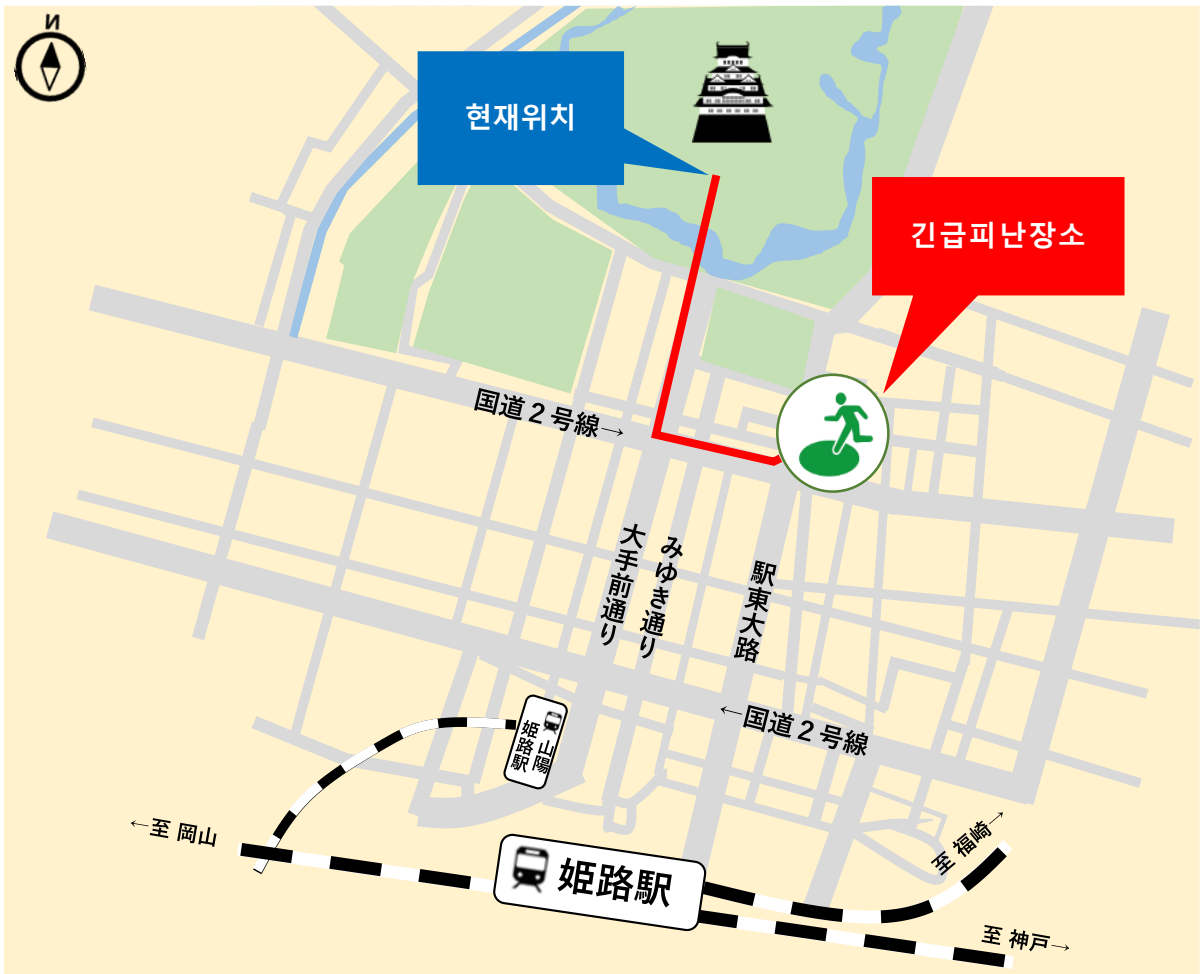 N
현재위치
긴급피난장소
国道２号線→
大手前通り
みゆき通り
駅東大路
←国道２号線
山陽
姫路駅
←至 岡山
姫路駅
至 福崎→
至 神戸→